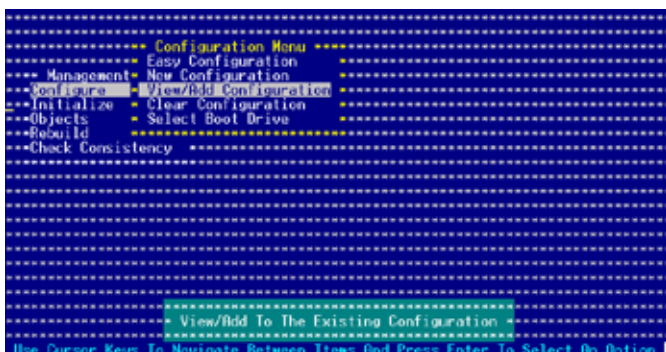 Configuration Menu
Easy Configuration
Management
New Configuration
Configure
View/Add Configuration
Initialize
Clear Configuration
Objects
Select Boot Drive
Rebuild
Check Consistency
View/Add To The Existing Configuration
Use Cursor Keys To Navigate Between Items And Press Enter To Select An Option